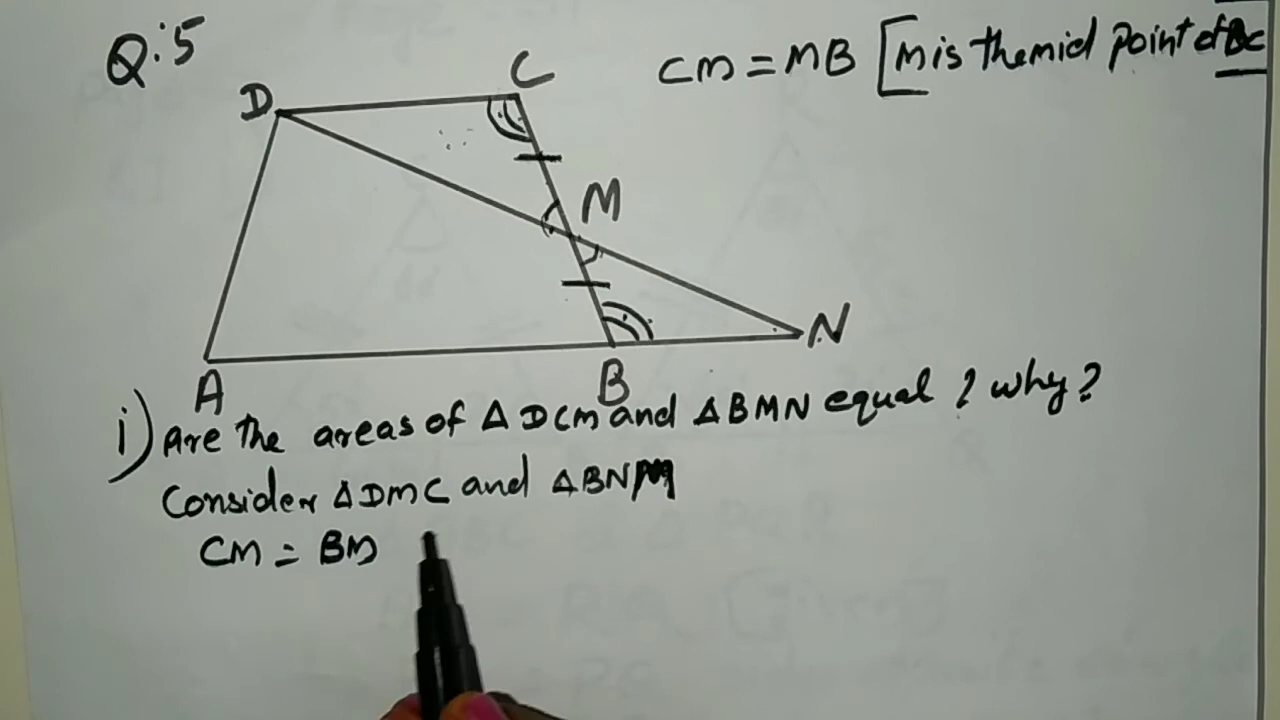 Q:5
CM = MB [M is the mid point of BC
D
C
M
N
A
B
i) Are the areas of △DCM and △BMN equal? why?
Consider △DMC and △BNM
CM = BM